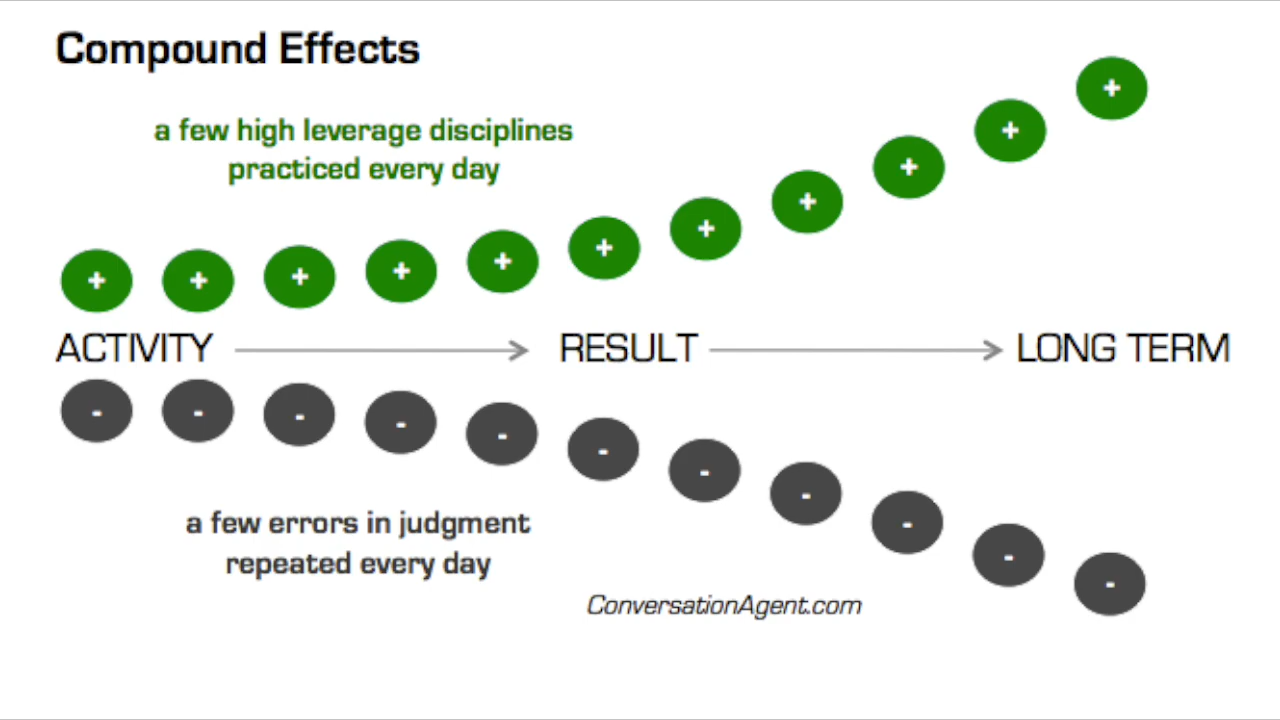 Compound Effects
a few high leverage disciplines
practiced every day
+ + + + + + + + + + +
ACTIVITY RESULT LONG TERM
- - - - - - - - - - -
a few errors in judgment
repeated every day
ConversationAgent.com